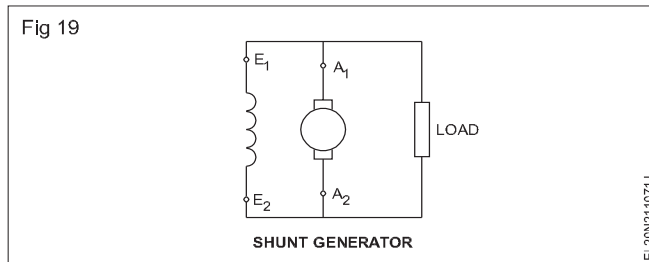 Fig 19
E1
A1
LOAD
E2
A2
SHUNT GENERATOR